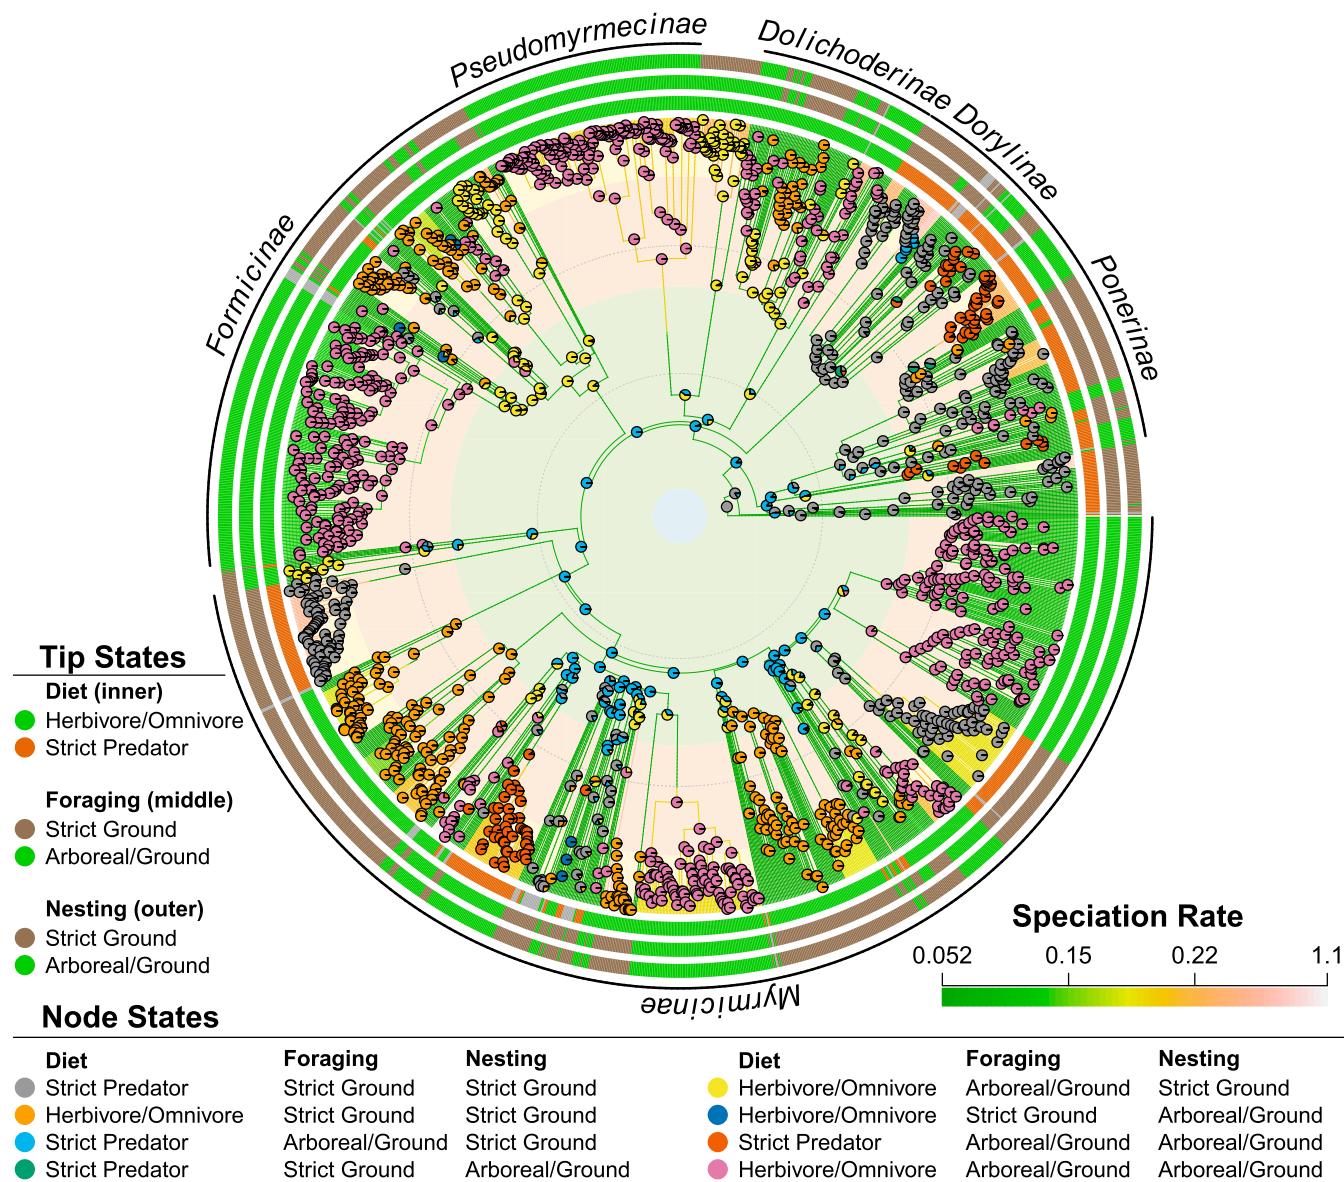 Pseudomyrmecinae
Dolichoderinae
Dorylinae
Ponerinae
Formicinae
Myrmicinae
Tip States
Diet (inner)
Herbivore/Omnivore
Strict Predator
Foraging (middle)
Strict Ground
Arboreal/Ground
Nesting (outer)
Strict Ground
Arboreal/Ground
Speciation Rate
0.052 0.15 0.22 1.1
Node States
Diet Foraging Nesting Diet Foraging Nesting
Strict Predator Strict Ground Strict Ground Herbivore/Omnivore Arboreal/Ground Strict Ground
Herbivore/Omnivore Strict Ground Strict Ground Herbivore/Omnivore Strict Ground Arboreal/Ground
Strict Predator Arboreal/Ground Strict Ground Strict Predator Arboreal/Ground Arboreal/Ground
Strict Predator Strict Ground Arboreal/Ground Herbivore/Omnivore Arboreal/Ground Arboreal/Ground